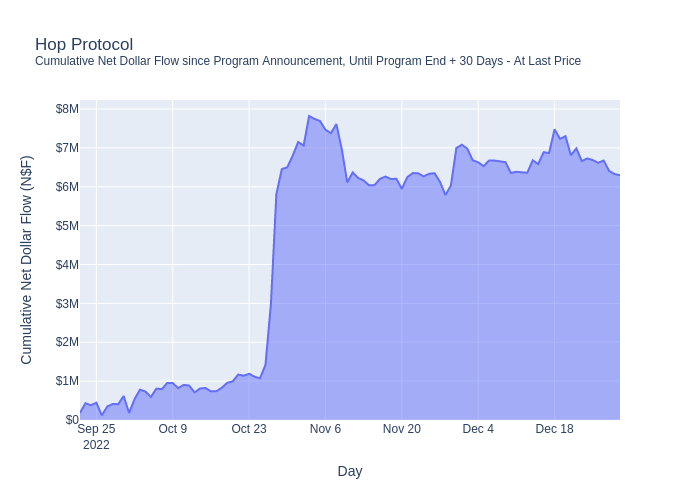 Hop Protocol
Cumulative Net Dollar Flow since Program Announcement, Until Program End + 30 Days - At Last Price
Cumulative Net Dollar Flow (N$F)
$8M
$7M
$6M
$5M
$4M
$3M
$2M
$1M
$0
Sep 25 Oct 9 Oct 23 Nov 6 Nov 20 Dec 4 Dec 18
2022
Day